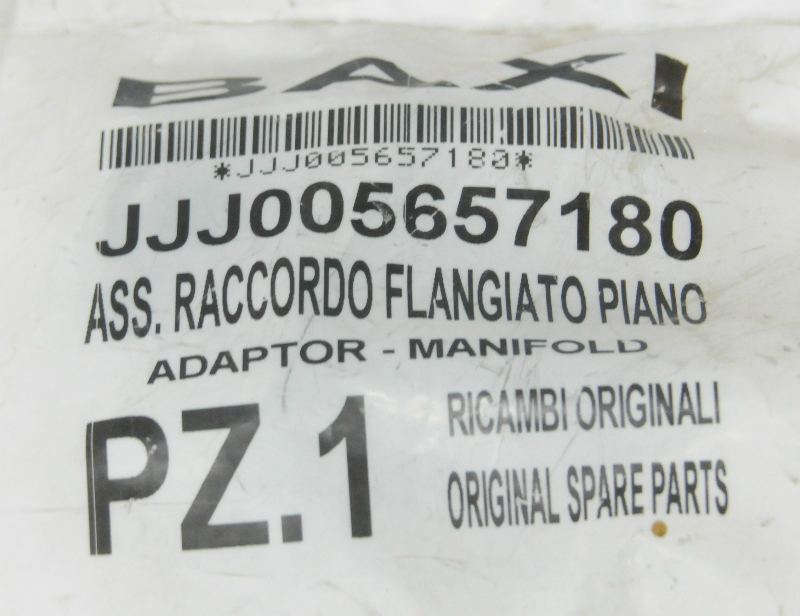 BAXI
*JJJ005657180*
JJJ005657180
ASS. RACCORDO FLANGIATO PIANO
ADAPTOR - MANIFOLD
PZ.1
RICAMBI ORIGINALI
ORIGINAL SPARE PARTS